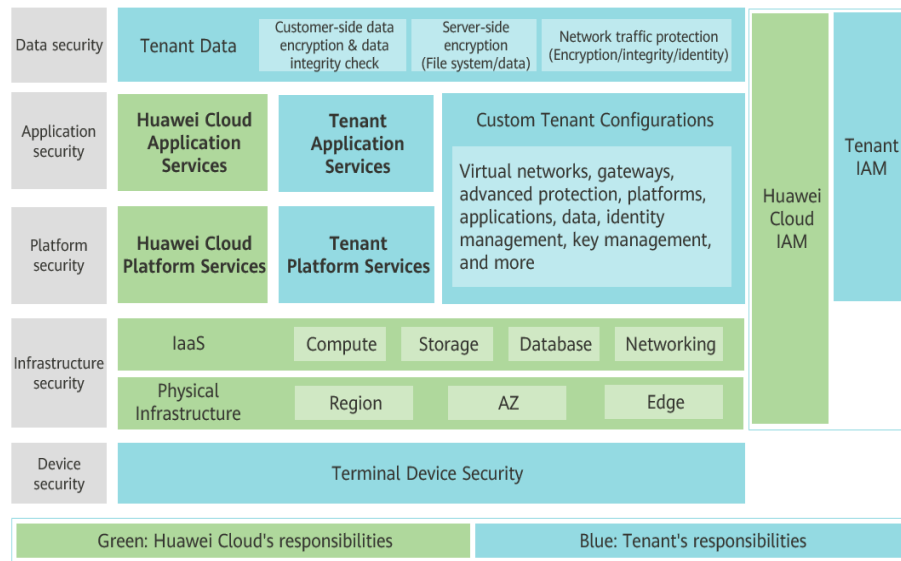 Data security
Tenant Data
Customer-side data
encryption & data
integrity check
Server-side
encryption
(File system/data)
Network traffic protection
(Encryption/integrity/identity)
Application
security
Huawei Cloud
Application
Services
Tenant
Application
Services
Custom Tenant Configurations
Virtual networks, gateways,
advanced protection, platforms,
applications, data, identity
management, key management,
and more
Platform
security
Huawei Cloud
Platform Services
Tenant
Platform Services
Huawei
Cloud
IAM
Tenant
IAM
Infrastructure
security
IaaS
Compute
Storage
Database
Networking
Physical
Infrastructure
Region
AZ
Edge
Device
security
Terminal Device Security
Green: Huawei Cloud's responsibilities
Blue: Tenant's responsibilities